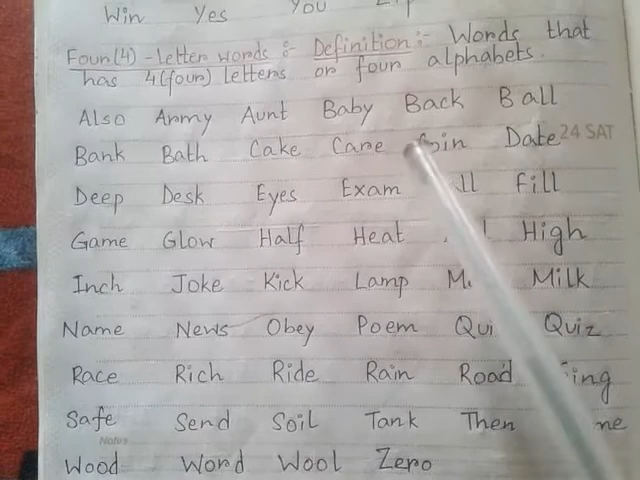 Win Yes You Zip
Four(4)-letter words :- Definition :- Words that
has 4(four) letters or four alphabets.
Also Army Aunt Baby Back Ball
Bank Bath Cake Care Date 24 SAT
Deep Desk Eyes Exam Fill
Game Glow Half Heat High
Inch Joke Kick Lamp Milk
Name News Obey Poem Quiz
Race Rich Ride Rain Road
Safe Send Soil Tank Then
Notes
Wood Word Wool Zero